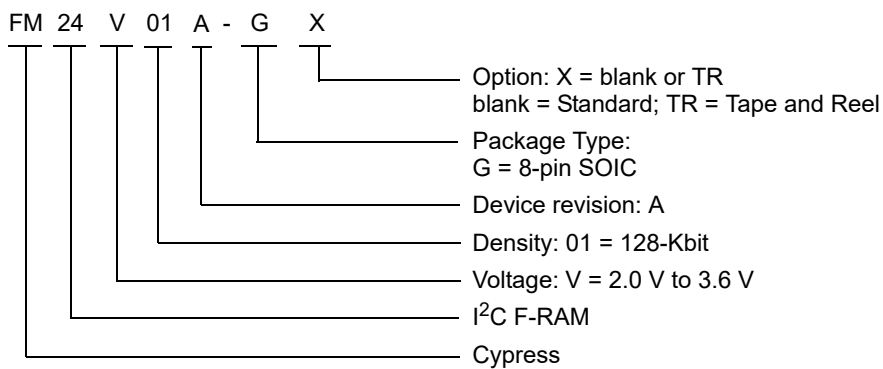 FM 24 V 01 A - G X
Option: X = blank or TR
blank = Standard; TR = Tape and Reel
Package Type:
G = 8-pin SOIC
Device revision: A
Density: 01 = 128-Kbit
Voltage: V = 2.0 V to 3.6 V
I²C F-RAM
Cypress